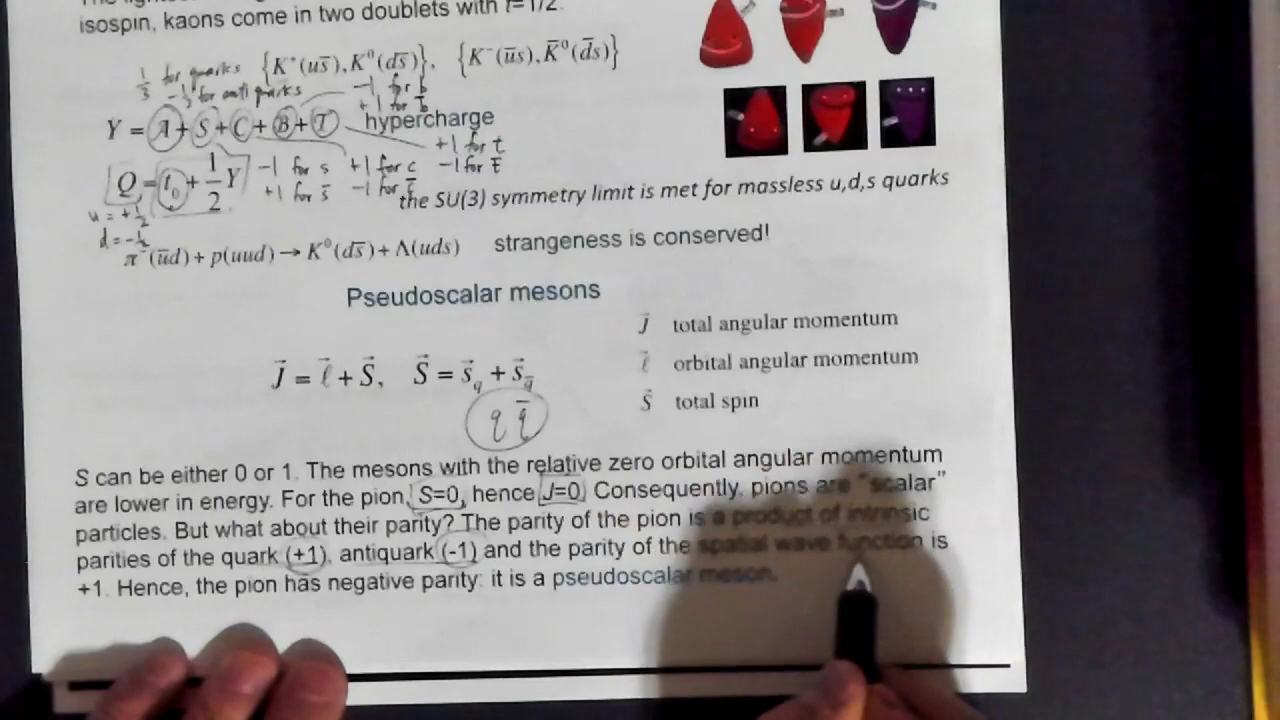 isospin, kaons come in two doublets with I=1/2.
{K⁺(us̄), K⁰(ds̄)}, {K⁻(ūs), K̄⁰(d̄s)}
1/3 for quarks
-1/3 for anti quarks
-1 for b
+1 for b̄
Y = A+S+C+B+T hypercharge
+1 for t
-1 for t̄
Q = I₀ + 1/2 Y
-1 for s
+1 for s̄
+1 for c
-1 for c̄
the SU(3) symmetry limit is met for massless u,d,s quarks
u = +1/2
d = -1/2
π⁻(ūd) + p(uud) → K⁰(ds̄) + Λ(uds) strangeness is conserved!
Pseudoscalar mesons
J⃗ total angular momentum
ℓ⃗ orbital angular momentum
S⃗ total spin
J⃗ = ℓ⃗ + S⃗, S⃗ = s⃗q + s⃗q̄
q q̄
S can be either 0 or 1. The mesons with the relative zero orbital angular momentum
are lower in energy. For the pion, S=0, hence J=0. Consequently, pions are "scalar"
particles. But what about their parity? The parity of the pion is a product of intrinsic
parities of the quark (+1), antiquark (-1) and the parity of the spatial wave function is
+1. Hence, the pion has negative parity: it is a pseudoscalar meson.